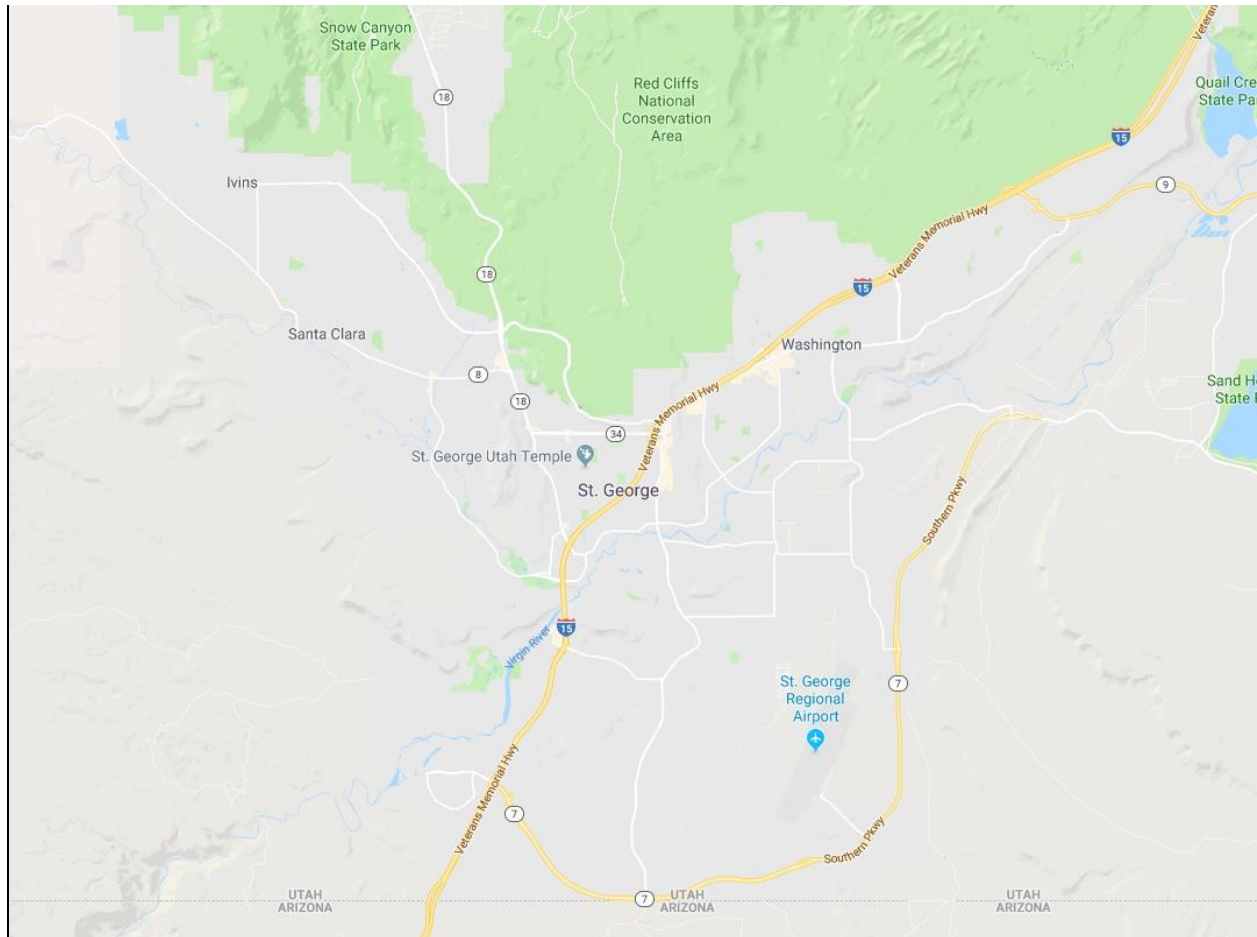 Snow Canyon
State Park
Veterans
Red Cliffs
National
Conservation
Area
Quail Cre
State Pa
18
15
9
Ivins
Veterans Memorial Hwy
18
15
Santa Clara
Washington
8
Veterans Memorial Hwy
Sand H
State P
18
34
St. George Utah Temple
Veterans Memorial Hwy
St. George
Southern Pkwy
15
Virgin River
St. George
Regional
Airport
7
Veterans Memorial Hwy
7
Southern Pkwy
7
UTAH
ARIZONA
UTAH
ARIZONA
UTAH
ARIZONA